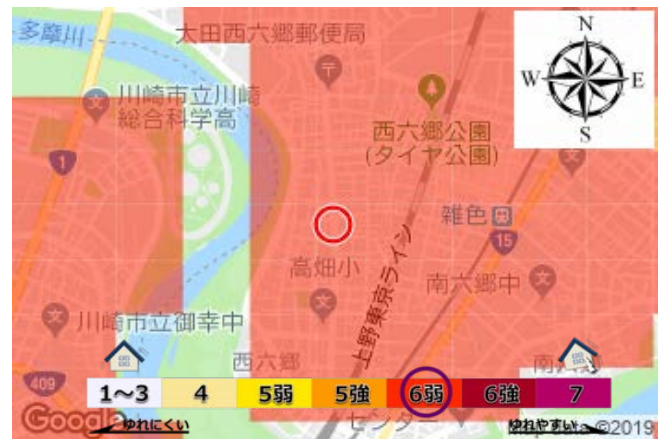 多摩川
太田西六郷郵便局
N
W
E
S
川崎市立川崎
総合科学高
西六郷公園
(タイヤ公園)
1
雑色
15
高畑小
上野東京ライン
南六郷中
川崎市立御幸中
西六郷
409
1～3
4
5弱
5強
6弱
6強
7
Google
ゆれにくい
センター
ゆれやすい
©2019